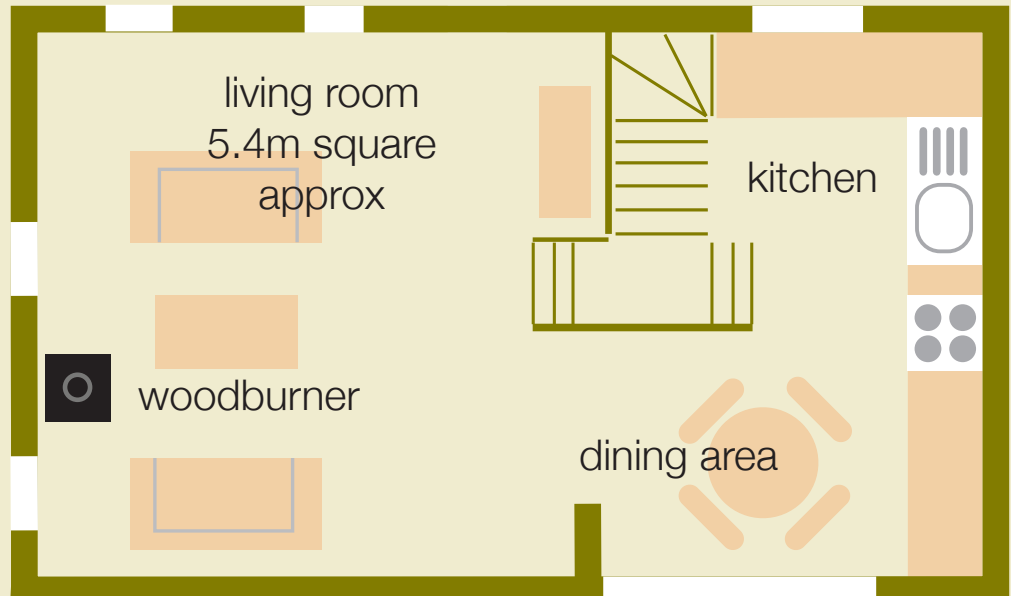 living room
5.4m square
approx
kitchen
woodburner
dining area